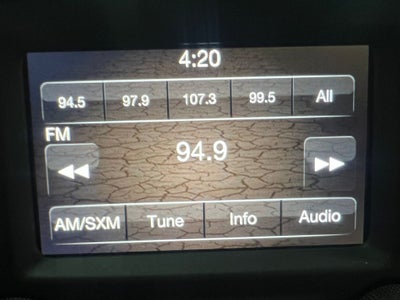 4:20
94.5 97.9 107.3 99.5 All
FM
94.9
AM/SXM Tune Info Audio